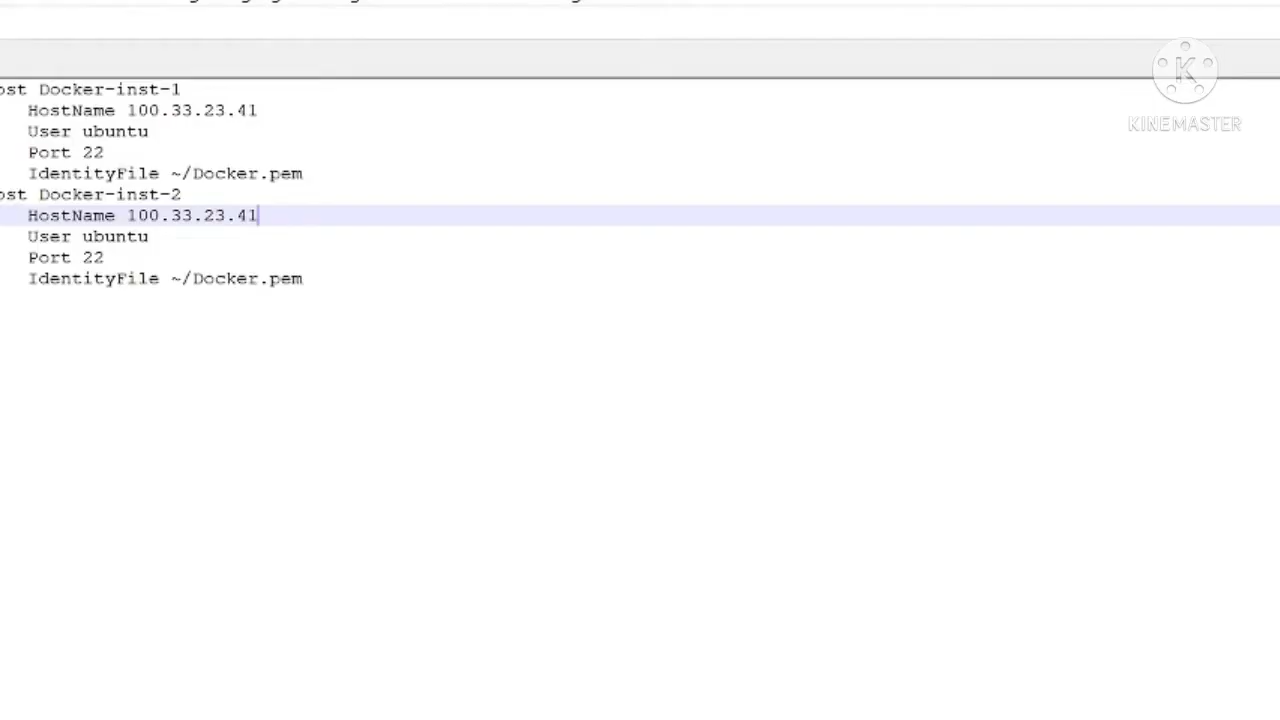 ost Docker-inst-1
HostName 100.33.23.41
User ubuntu
Port 22
IdentityFile ~/Docker.pem
ost Docker-inst-2
HostName 100.33.23.41
User ubuntu
Port 22
IdentityFile ~/Docker.pem
K
KINEMASTER